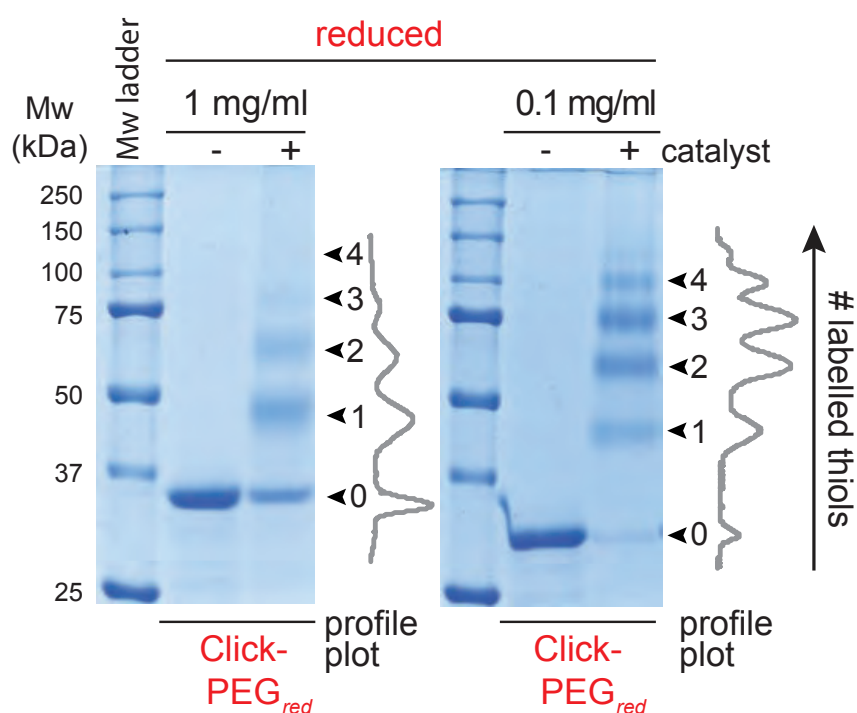 reduced
Mw ladder
1 mg/ml
0.1 mg/ml
Mw
(kDa)
- + - + catalyst
250
150
100
75
50
37
25
4
3
2
1
0
4
3
2
1
0
# labelled thiols
Click-
PEGred
profile
plot
Click-
PEGred
profile
plot